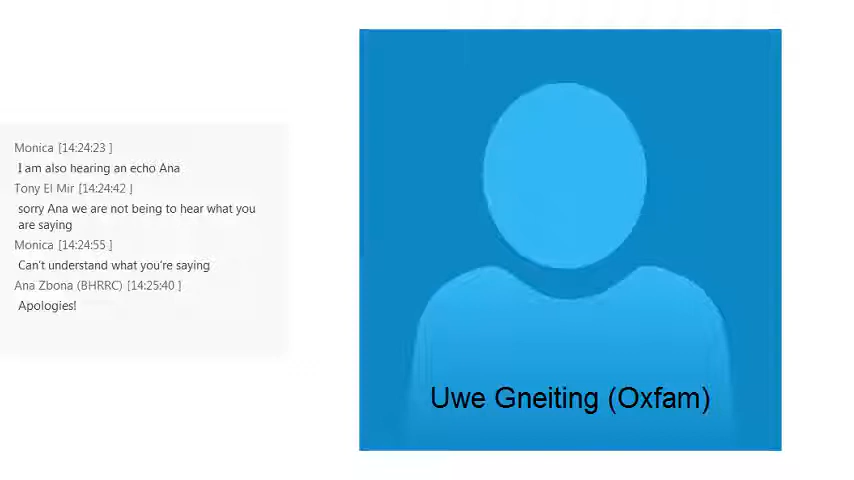 Monica [14:24:23 ]
I am also hearing an echo Ana
Tony El Mir [14:24:42 ]
sorry Ana we are not being to hear what you
are saying
Monica [14:24:55 ]
Can't understand what you're saying
Ana Zbona (BHRRC) [14:25:40 ]
Apologies!
Uwe Gneiting (Oxfam)